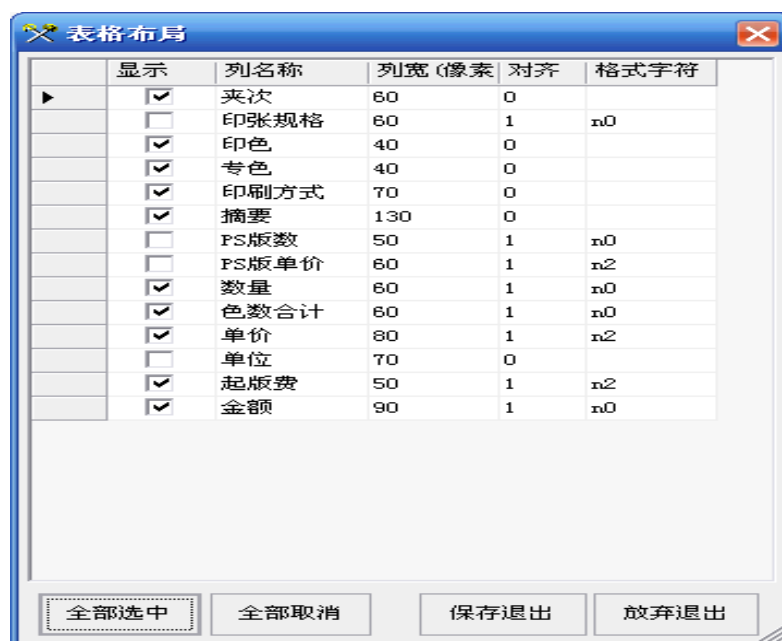 表格布局
显示 列名称 列宽(像素 对齐 格式字符
夹次 60 0
印张规格 60 1 n0
印色 40 0
专色 40 0
印刷方式 70 0
摘要 130 0
PS版数 50 1 n0
PS版单价 60 1 n2
数量 60 1 n0
色数合计 60 1 n0
单价 80 1 n2
单位 70 0
起版费 50 1 n2
金额 90 1 n0
全部选中 全部取消 保存退出 放弃退出